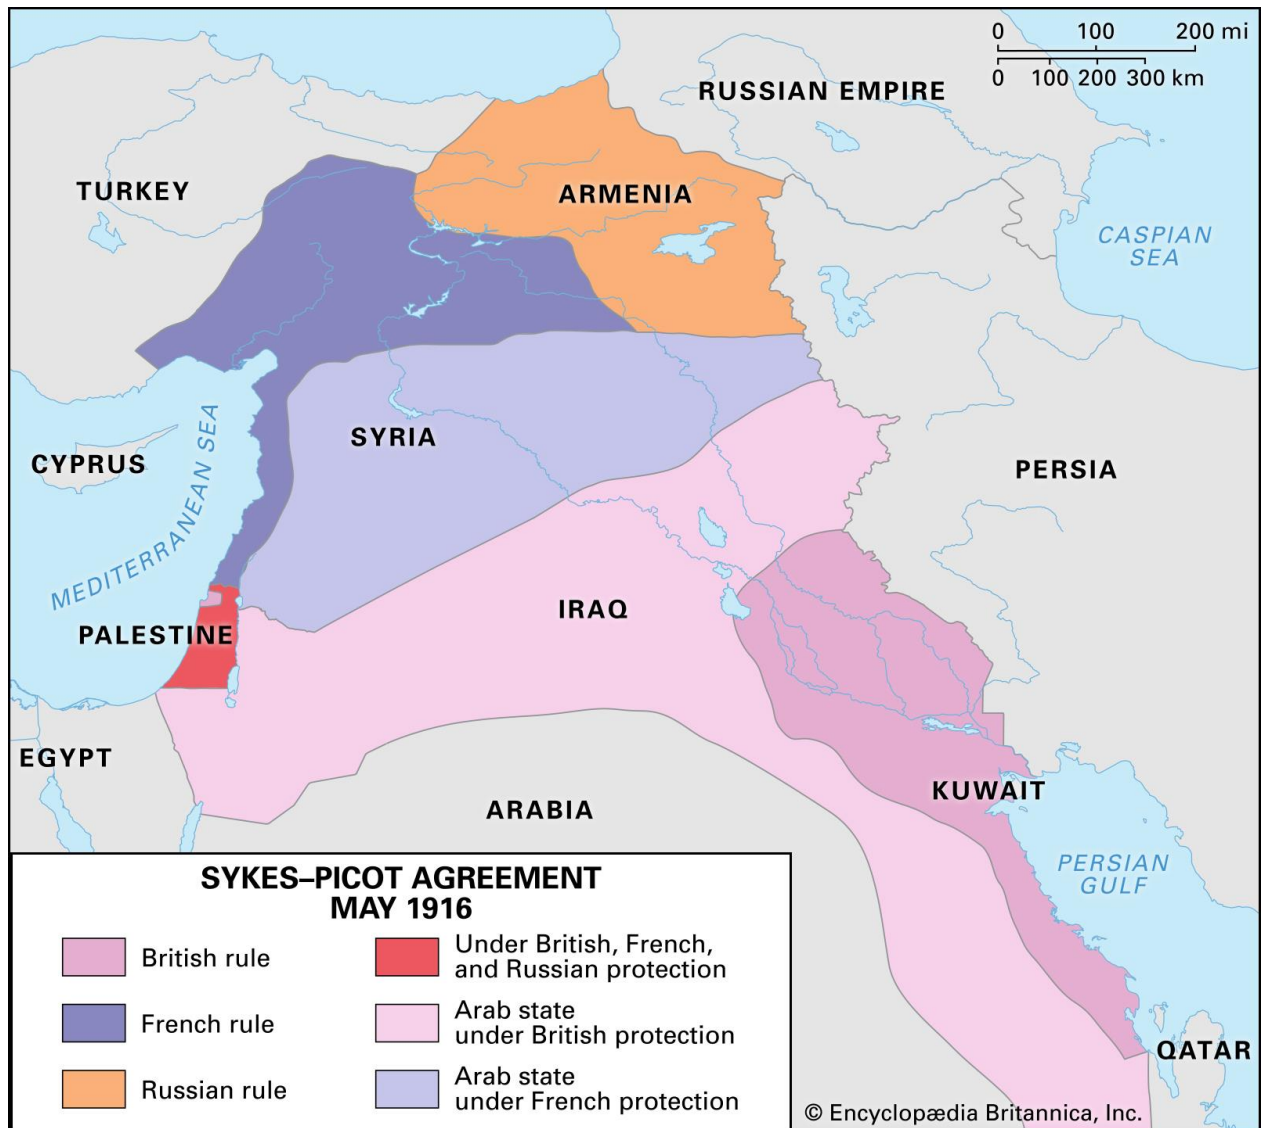 0 100 200 mi
0 100 200 300 km
RUSSIAN EMPIRE
TURKEY
ARMENIA
CASPIAN
SEA
SYRIA
CYPRUS
PERSIA
MEDITERRANEAN SEA
IRAQ
PALESTINE
EGYPT
KUWAIT
ARABIA
PERSIAN
GULF
QATAR
SYKES–PICOT AGREEMENT
MAY 1916
British rule
French rule
Russian rule
Under British, French,
and Russian protection
Arab state
under British protection
Arab state
under French protection
© Encyclopædia Britannica, Inc.